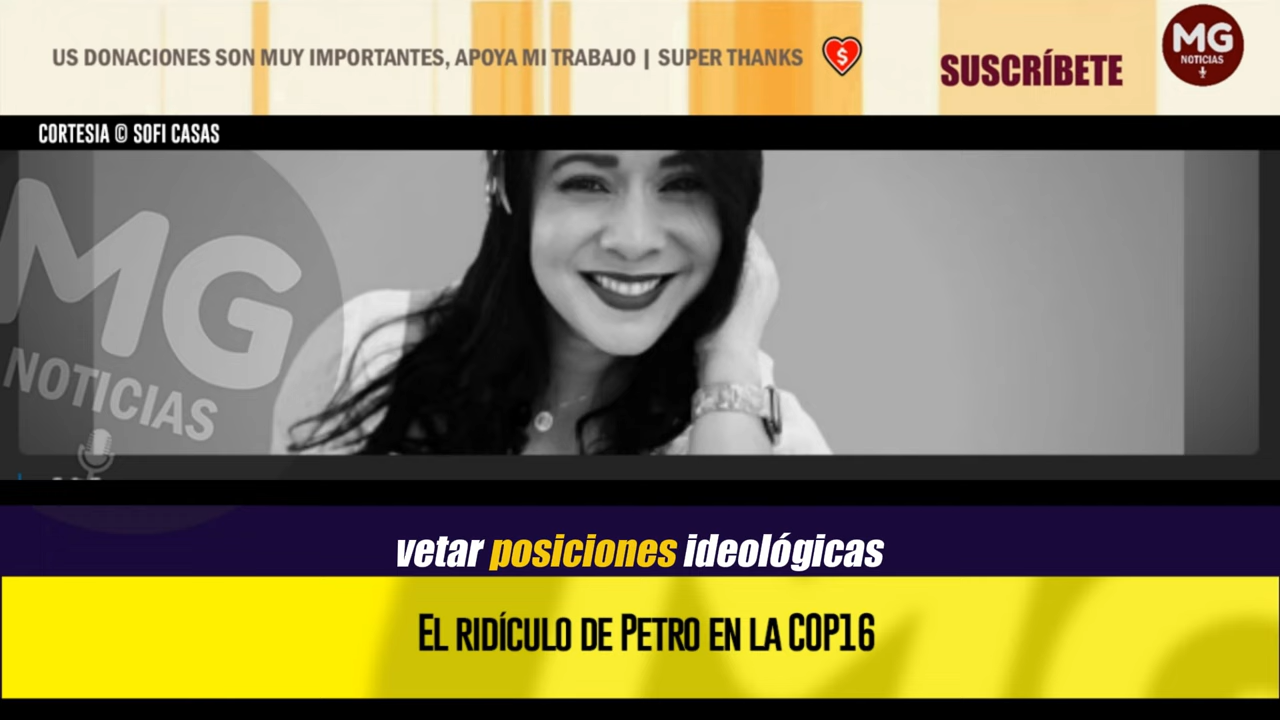 US DONACIONES SON MUY IMPORTANTES, APOYA MI TRABAJO | SUPER THANKS
SUSCRÍBETE
MG
NOTICIAS
CORTESIA © SOFI CASAS
MG
NOTICIAS
vetar posiciones ideológicas
EL RIDÍCULO DE PETRO EN LA COP16